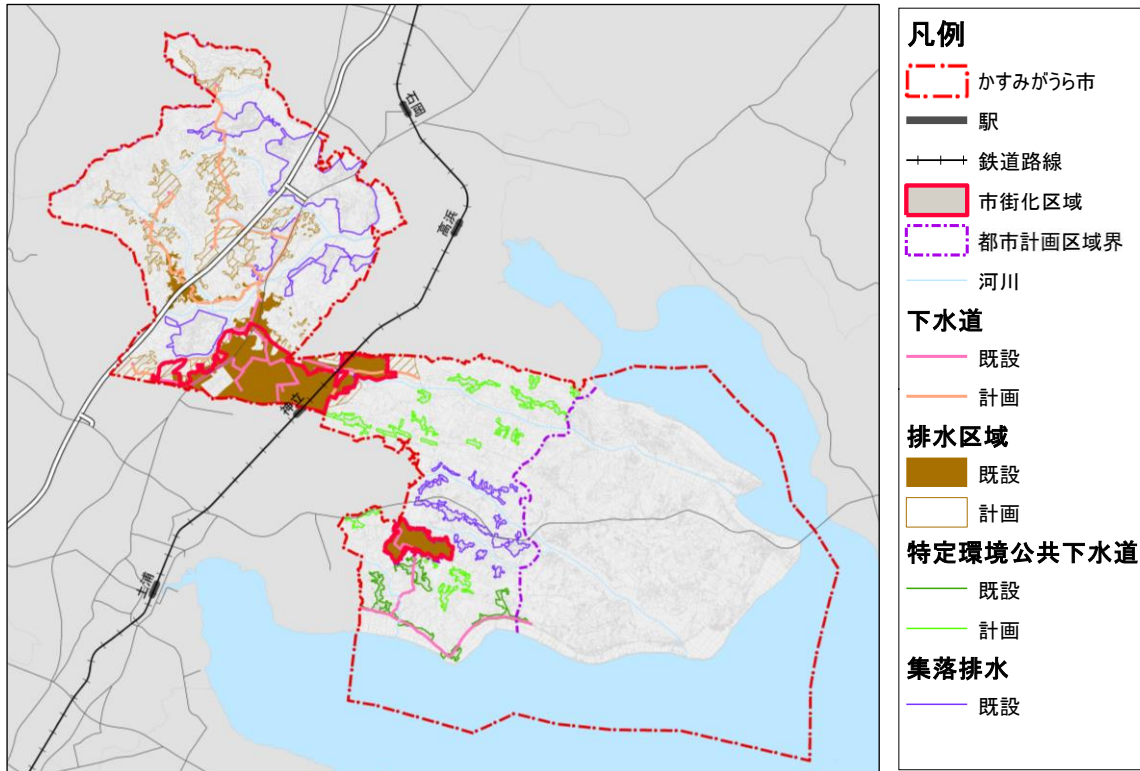 石岡
高浜
神立
土浦
凡例
かすみがうら市
駅
鉄道路線
市街化区域
都市計画区域界
河川
下水道
既設
計画
排水区域
既設
計画
特定環境公共下水道
既設
計画
集落排水
既設